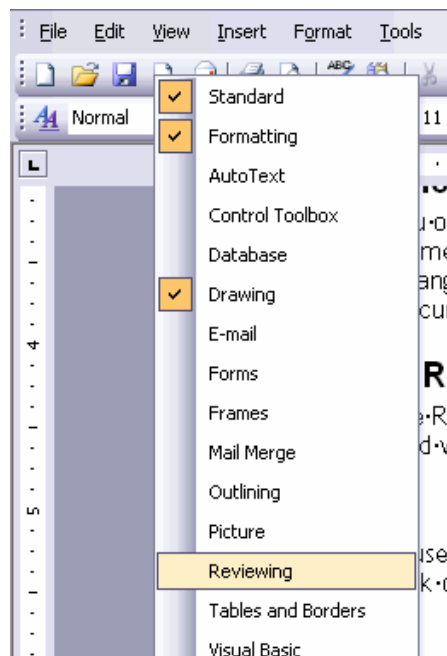 File Edit View Insert Format Tools
ABC
Normal 11
L
Standard
Formatting
AutoText
Control Toolbox
Database
Drawing
E-mail
Forms
Frames
Mail Merge
Outlining
Picture
Reviewing
Tables and Borders
Visual Basic
4
5